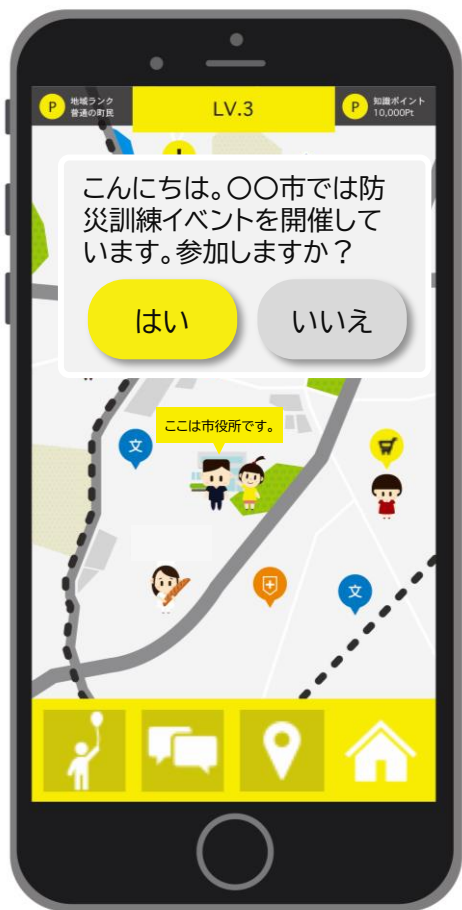 P
地域ランク
普通の町民
LV.3
P
知識ポイント
10,000Pt
こんにちは。〇〇市では防
災訓練イベントを開催して
います。参加しますか？
はい
いいえ
ここは市役所です。
文
文